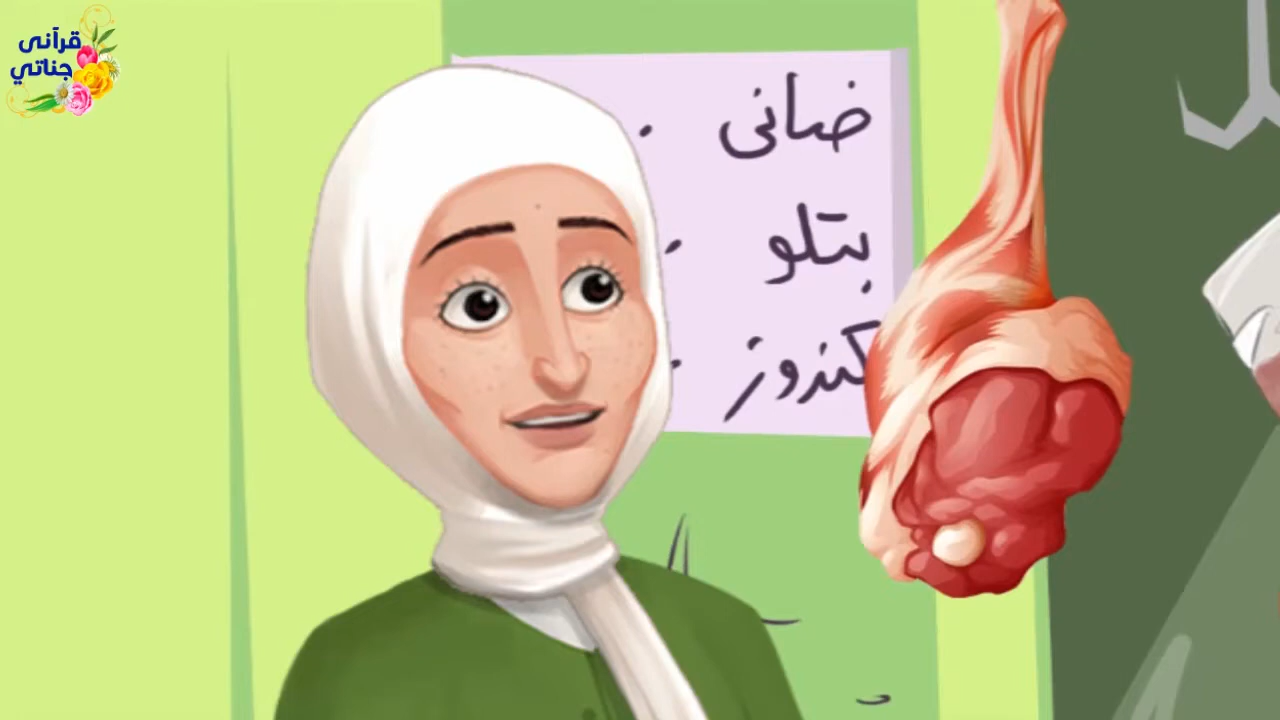 قرآنى
جناتي
ضانى
بتلو
كندوز